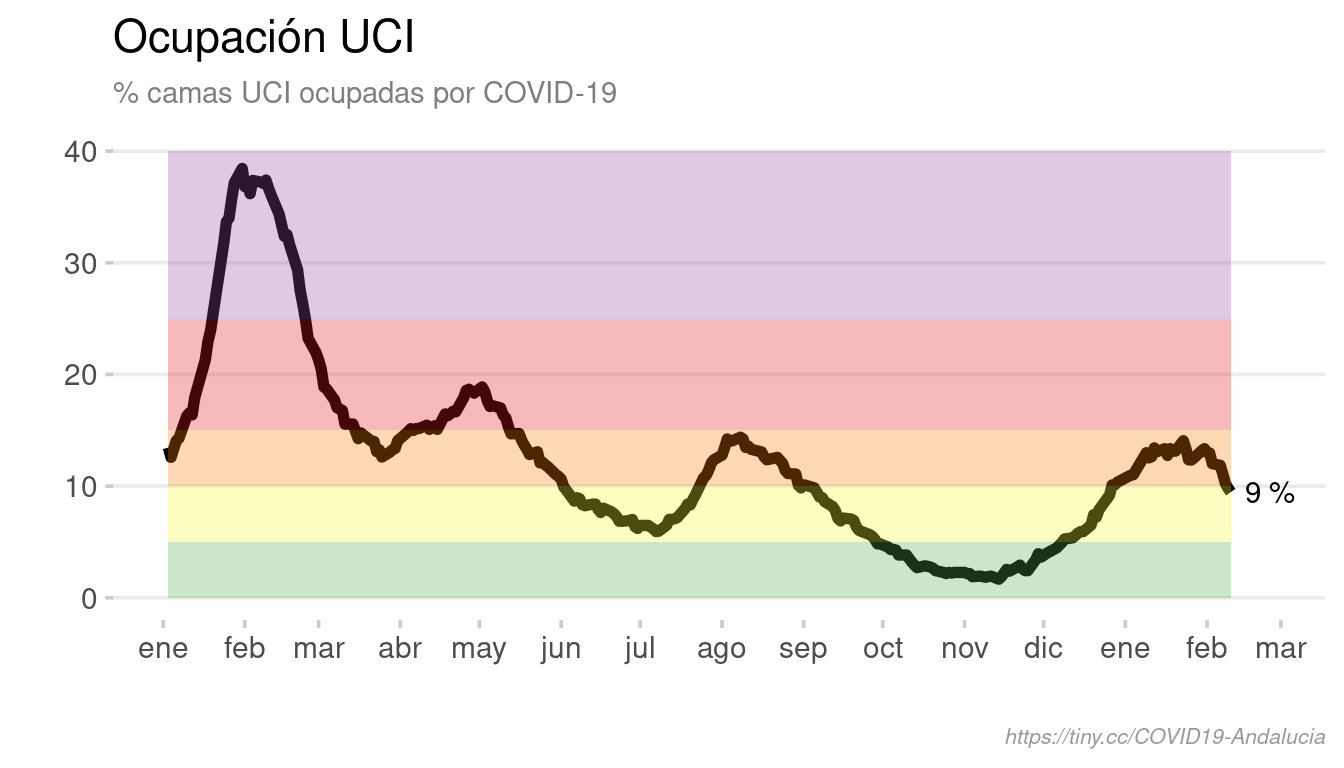 Ocupación UCI
% camas UCI ocupadas por COVID-19
40
30
20
10
0
9 %
ene feb mar abr may jun jul ago sep oct nov dic ene feb mar
https://tiny.cc/COVID19-Andalucia